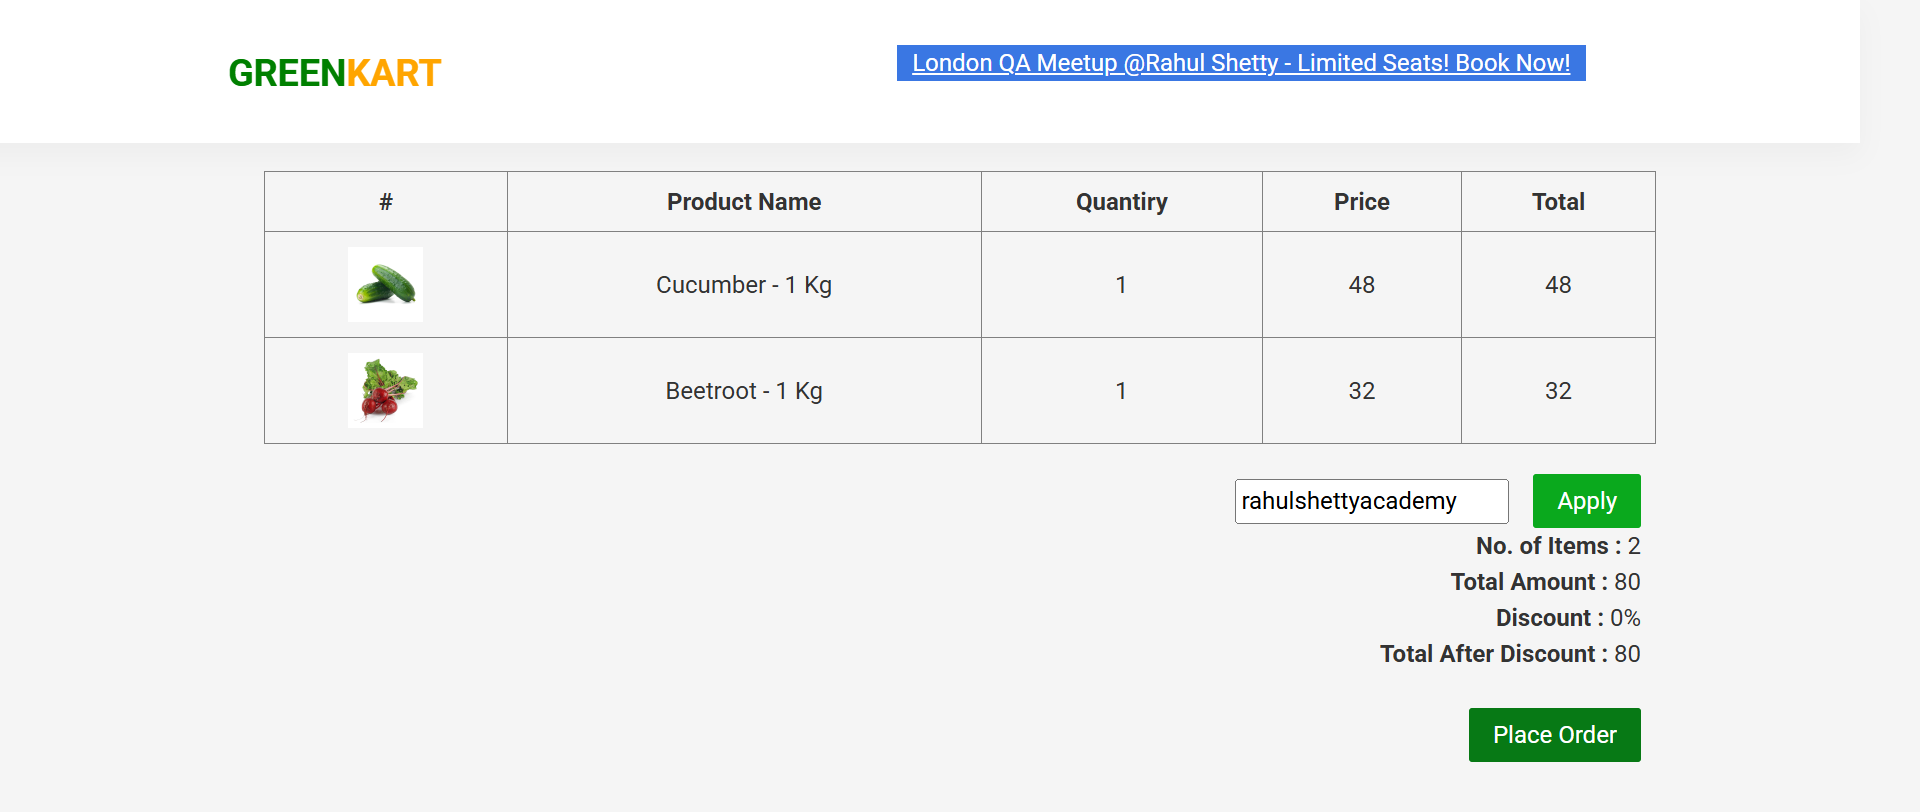 GREENKART
London QA Meetup @Rahul Shetty - Limited Seats! Book Now!
# Product Name Quantiry Price Total
Cucumber - 1 Kg 1 48 48
Beetroot - 1 Kg 1 32 32
rahulshettyacademy Apply
No. of Items : 2
Total Amount : 80
Discount : 0%
Total After Discount : 80
Place Order